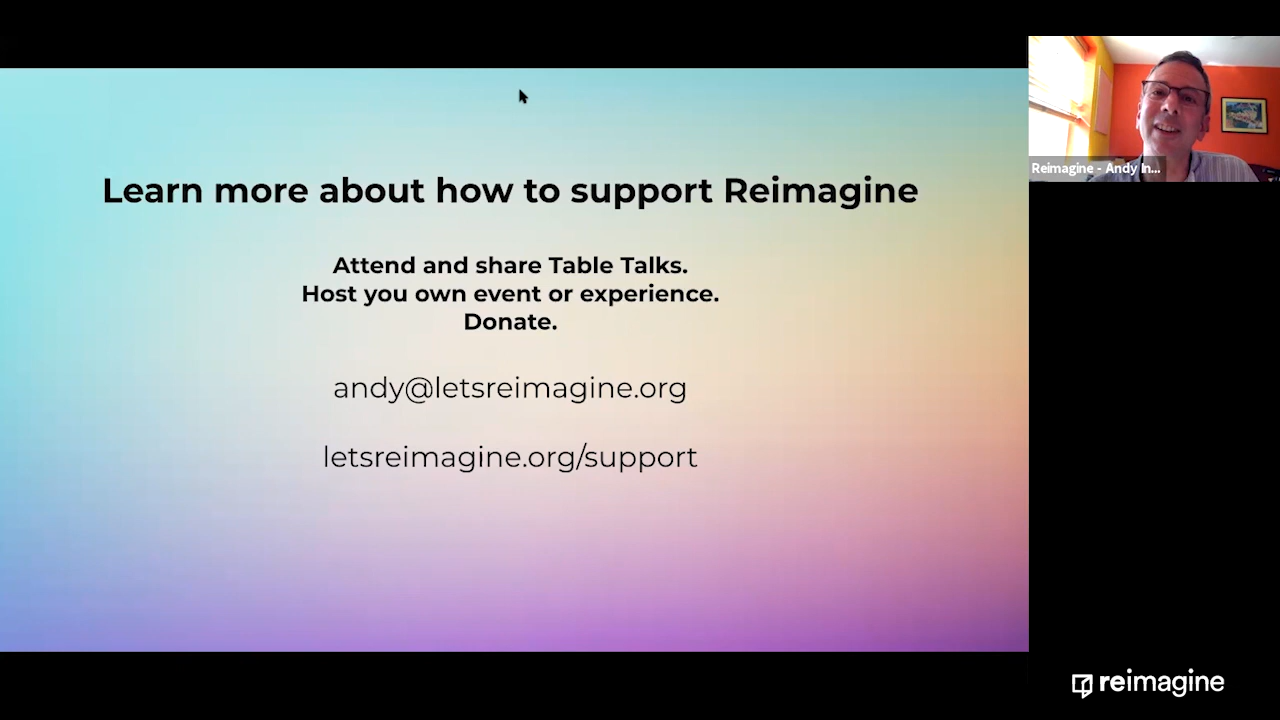 Learn more about how to support Reimagine
Attend and share Table Talks.
Host you own event or experience.
Donate.
andy@letsreimagine.org
letsreimagine.org/support
Reimagine - Andy In...
reimagine